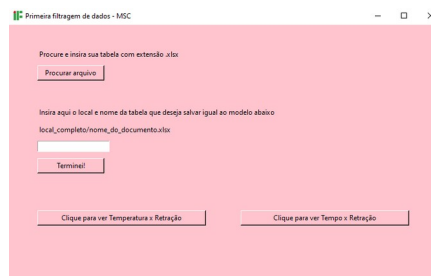 Primeira filtragem de dados - MSC
Procure e insira sua tabela com extensão .xlsx
Procurar arquivo
Insira aqui o local e nome da tabela que deseja salvar igual ao modelo abaixo
local_completo/nome_do_documento.xlsx
Terminei!
Clique para ver Temperatura x Retração
Clique para ver Tempo x Retração